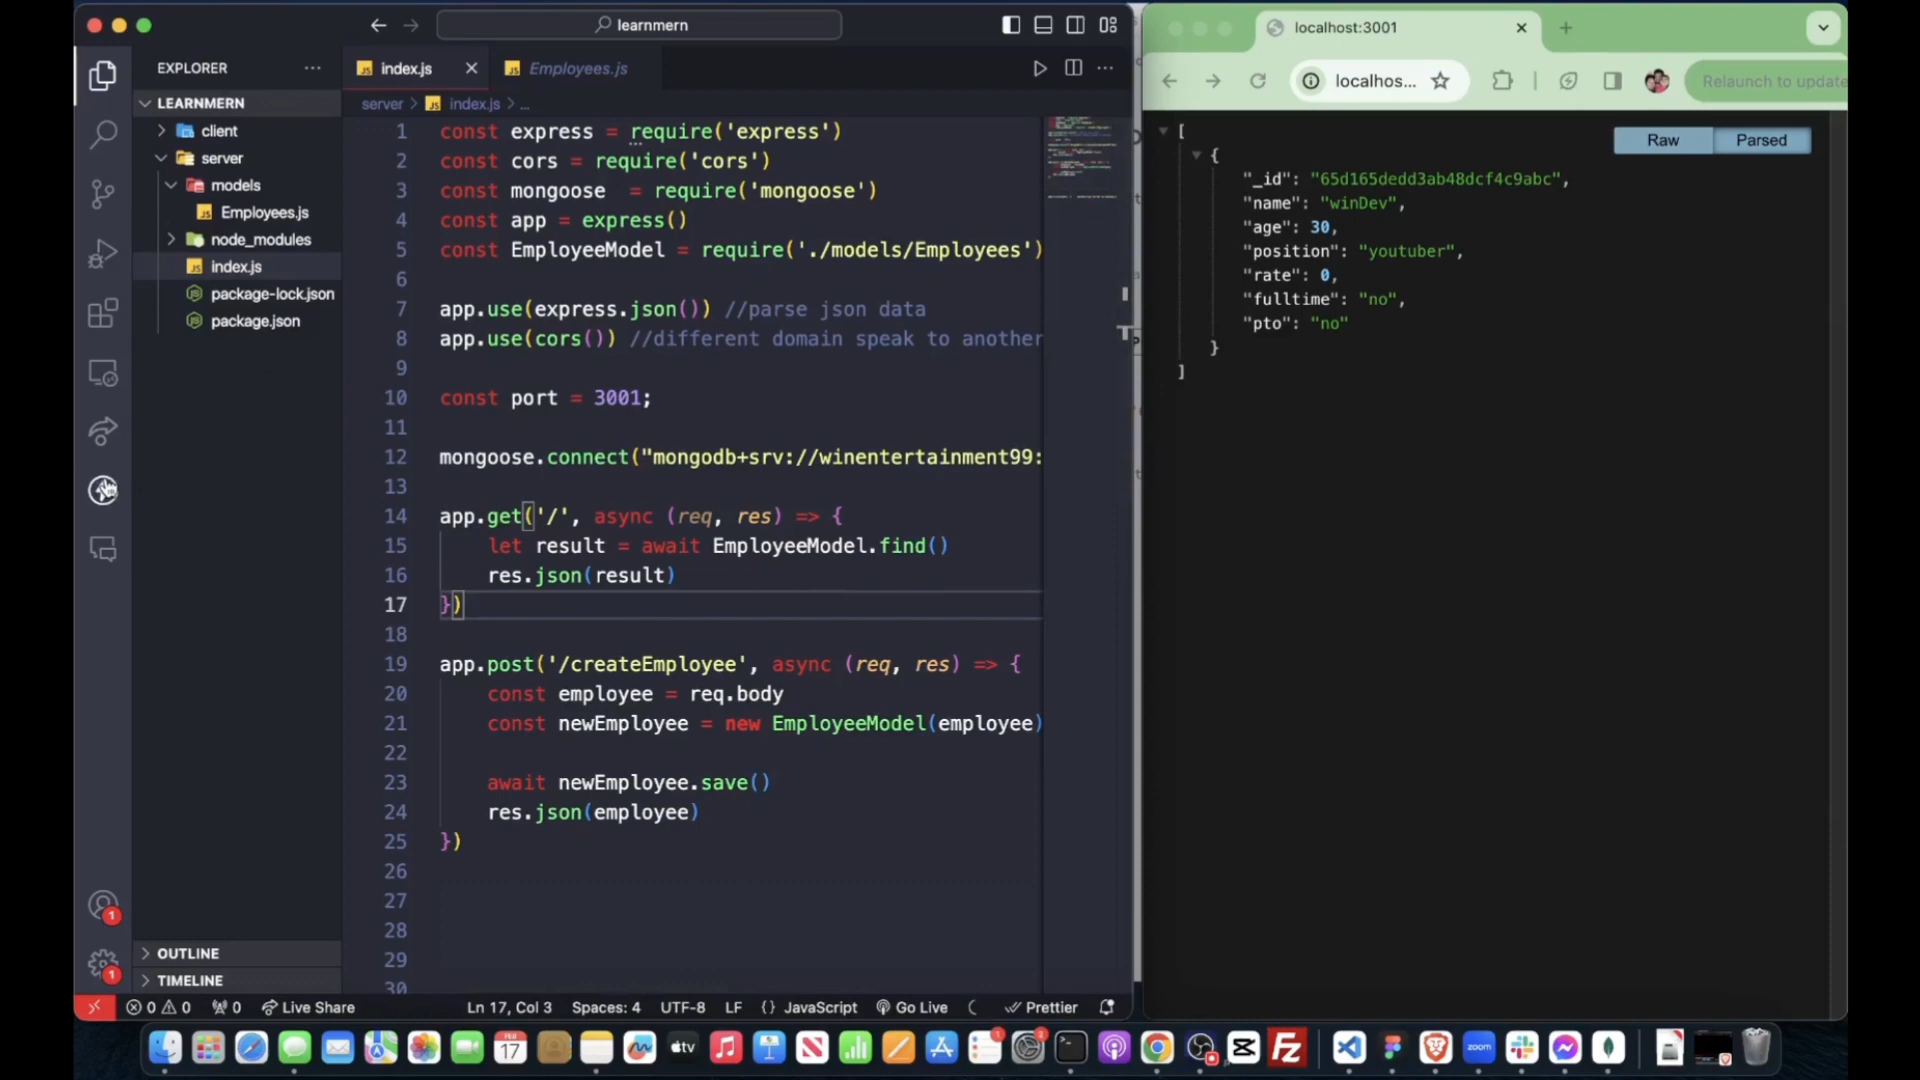 learnmern
EXPLORER
LEARNMERN
client
server
models
Employees.js
node_modules
index.js
package-lock.json
package.json
OUTLINE
TIMELINE
index.js
Employees.js
server > index.js > ...
1 const express = require('express')
2 const cors = require('cors')
3 const mongoose = require('mongoose')
4 const app = express()
5 const EmployeeModel = require('./models/Employees')
6
7 app.use(express.json()) //parse json data
8 app.use(cors()) //different domain speak to another
9
10 const port = 3001;
11
12 mongoose.connect("mongodb+srv://winentertainment99:
13
14 app.get('/', async (req, res) => {
15 let result = await EmployeeModel.find()
16 res.json(result)
17 })
18
19 app.post('/createEmployee', async (req, res) => {
20 const employee = req.body
21 const newEmployee = new EmployeeModel(employee)
22
23 await newEmployee.save()
24 res.json(employee)
25 })
26
27
28
29
30
1
1
0 0 0 Live Share Ln 17, Col 3 Spaces: 4 UTF-8 LF {} JavaScript Go Live Prettier
localhost:3001
localhos...
Relaunch to update
Raw Parsed
[
{
"_id": "65d165dedd3ab48dcf4c9abc",
"name": "winDev",
"age": 30,
"position": "youtuber",
"rate": 0,
"fulltime": "no",
"pto": "no"
}
]
FEB
17
tv
zoom